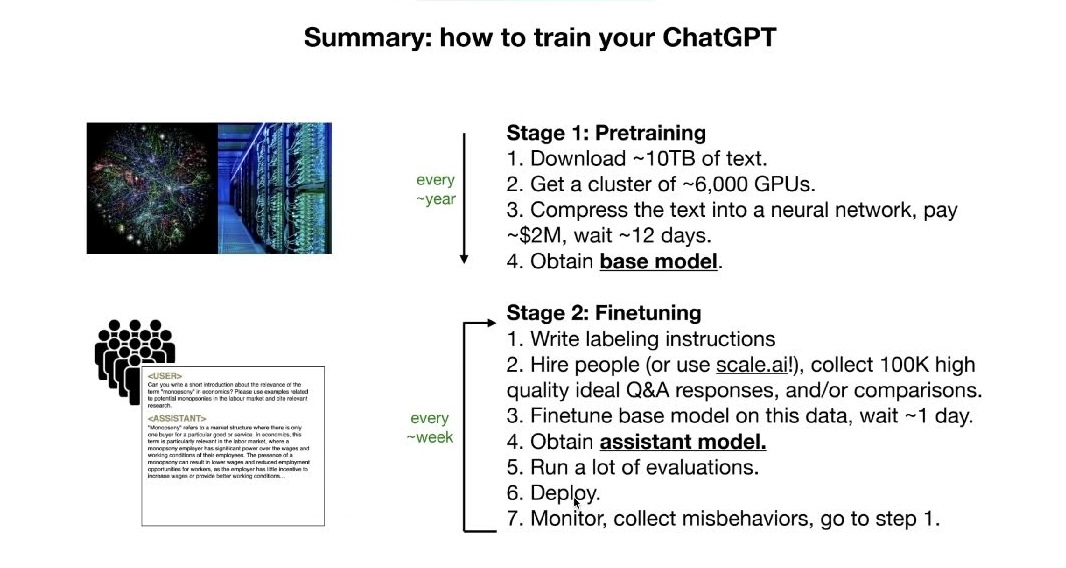 Summary: how to train your ChatGPT
every
~year
Stage 1: Pretraining
1. Download ~10TB of text.
2. Get a cluster of ~6,000 GPUs.
3. Compress the text into a neural network, pay
~$2M, wait ~12 days.
4. Obtain base model.
<USER>
Can you write a short introduction about the relevance of the
term "monopsony" in economics? Please use examples related
to potential monopsonies in the labour market and cite relevant
research.
<ASSISTANT>
"Monopsony" refers to a market structure where there is only
one buyer for a particular good or service. In economics, this
term is particularly relevant in the labor market, where a
monopsony employer has significant power over the wages and
working conditions of their employees. The presence of a
monopsony can result in lower wages and reduced employment
opportunities for workers, as the employer has little incentive to
increase wages or provide better working conditions...
every
~week
Stage 2: Finetuning
1. Write labeling instructions
2. Hire people (or use scale.ai!), collect 100K high
quality ideal Q&A responses, and/or comparisons.
3. Finetune base model on this data, wait ~1 day.
4. Obtain assistant model.
5. Run a lot of evaluations.
6. Deploy.
7. Monitor, collect misbehaviors, go to step 1.